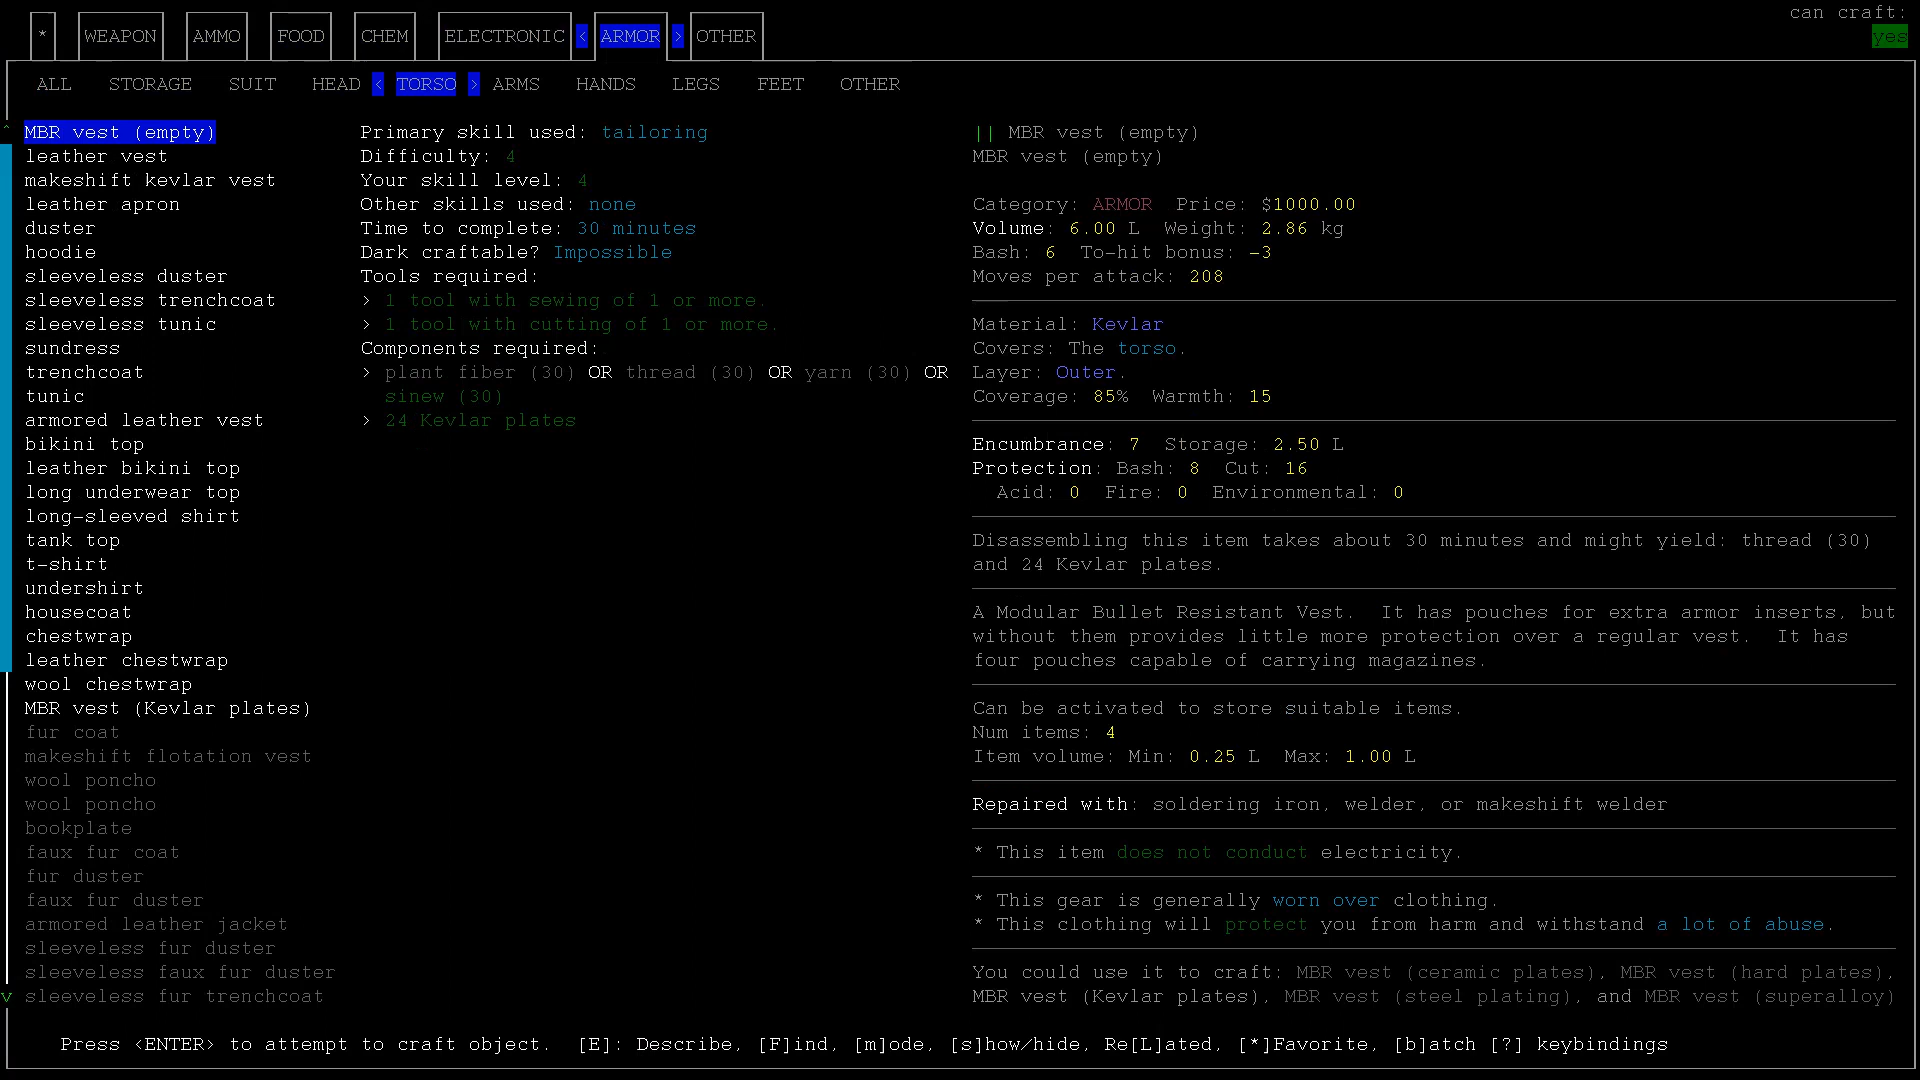 can craft:
* WEAPON AMMO FOOD CHEM ELECTRONIC < ARMOR > OTHER
yes
ALL STORAGE SUIT HEAD < TORSO > ARMS HANDS LEGS FEET OTHER
^
MBR vest (empty)
leather vest
makeshift kevlar vest
leather apron
duster
hoodie
sleeveless duster
sleeveless trenchcoat
sleeveless tunic
sundress
trenchcoat
tunic
armored leather vest
bikini top
leather bikini top
long underwear top
long-sleeved shirt
tank top
t-shirt
undershirt
housecoat
chestwrap
leather chestwrap
wool chestwrap
MBR vest (Kevlar plates)
fur coat
makeshift flotation vest
wool poncho
wool poncho
bookplate
faux fur coat
fur duster
faux fur duster
armored leather jacket
sleeveless fur duster
sleeveless faux fur duster
v sleeveless fur trenchcoat
Primary skill used: tailoring
Difficulty: 4
Your skill level: 4
Other skills used: none
Time to complete: 30 minutes
Dark craftable? Impossible
Tools required:
> 1 tool with sewing of 1 or more.
> 1 tool with cutting of 1 or more.
Components required:
> plant fiber (30) OR thread (30) OR yarn (30) OR
sinew (30)
> 24 Kevlar plates
|| MBR vest (empty)
MBR vest (empty)
Category: ARMOR Price: $1000.00
Volume: 6.00 L Weight: 2.86 kg
Bash: 6 To-hit bonus: -3
Moves per attack: 208
Material: Kevlar
Covers: The torso.
Layer: Outer.
Coverage: 85% Warmth: 15
Encumbrance: 7 Storage: 2.50 L
Protection: Bash: 8 Cut: 16
Acid: 0 Fire: 0 Environmental: 0
Disassembling this item takes about 30 minutes and might yield: thread (30)
and 24 Kevlar plates.
A Modular Bullet Resistant Vest. It has pouches for extra armor inserts, but
without them provides little more protection over a regular vest. It has
four pouches capable of carrying magazines.
Can be activated to store suitable items.
Num items: 4
Item volume: Min: 0.25 L Max: 1.00 L
Repaired with: soldering iron, welder, or makeshift welder
* This item does not conduct electricity.
* This gear is generally worn over clothing.
* This clothing will protect you from harm and withstand a lot of abuse.
You could use it to craft: MBR vest (ceramic plates), MBR vest (hard plates),
MBR vest (Kevlar plates), MBR vest (steel plating), and MBR vest (superalloy)
Press <ENTER> to attempt to craft object. [E]: Describe, [F]ind, [m]ode, [s]how/hide, Re[L]ated, [*]Favorite, [b]atch [?] keybindings